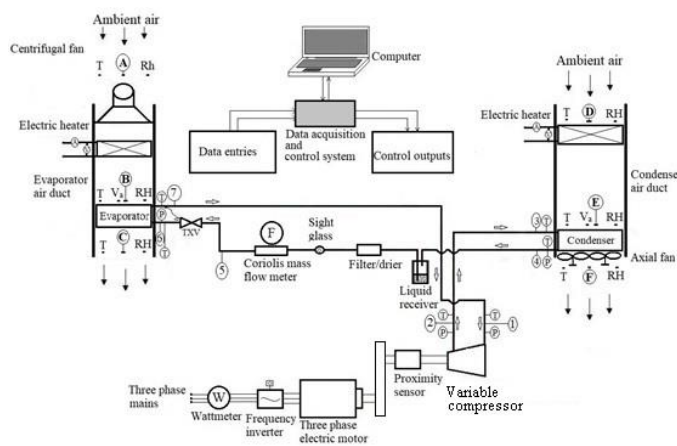 Ambient air
Centrifugal fan
T A Rh
Electric heater
A
V
Evaporator
air duct
B
T Va RH
Evaporator
C
T RH
7
T
P
6
T
TXV
5
F
Coriolis mass
flow meter
Sight
glass
Filter/drier
Liquid
receiver
Computer
Data entries
Data acquisition
and
control system
Control outputs
Ambient air
T D RH
Electric heater
A
V
Condense
air duct
E
T Va RH
3
T
Condenser
4
P
Axial fan
T F RH
T
2
P
T
1
P
Three phase
mains
W
Wattmeter
Frequency
inverter
Three phase
electric motor
Proximity
sensor
Variable
compressor